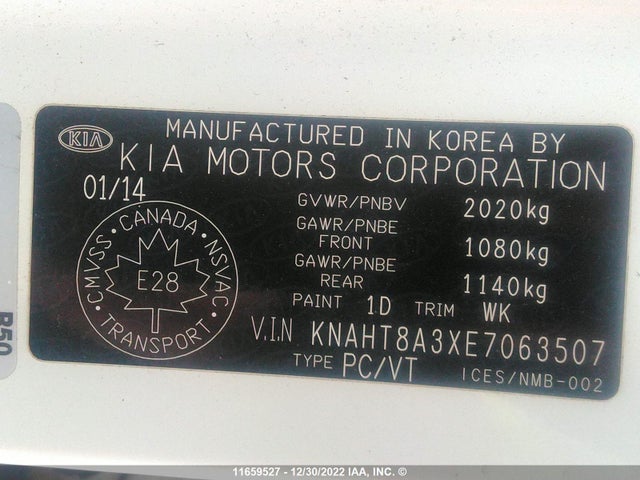 KIA
MANUFACTURED IN KOREA BY
KIA MOTORS CORPORATION
01/14
GVWR/PNBV 2020kg
GAWR/PNBE
FRONT 1080kg
GAWR/PNBE
REAR 1140kg
PAINT 1D TRIM WK
CMVSS · CANADA · NSVAC
E28
TRANSPORT
V.I.N KNAHT8A3XE7063507
TYPE PC/VT ICES/NMB-002
B50
11659527 - 12/30/2022 IAA, INC. ©